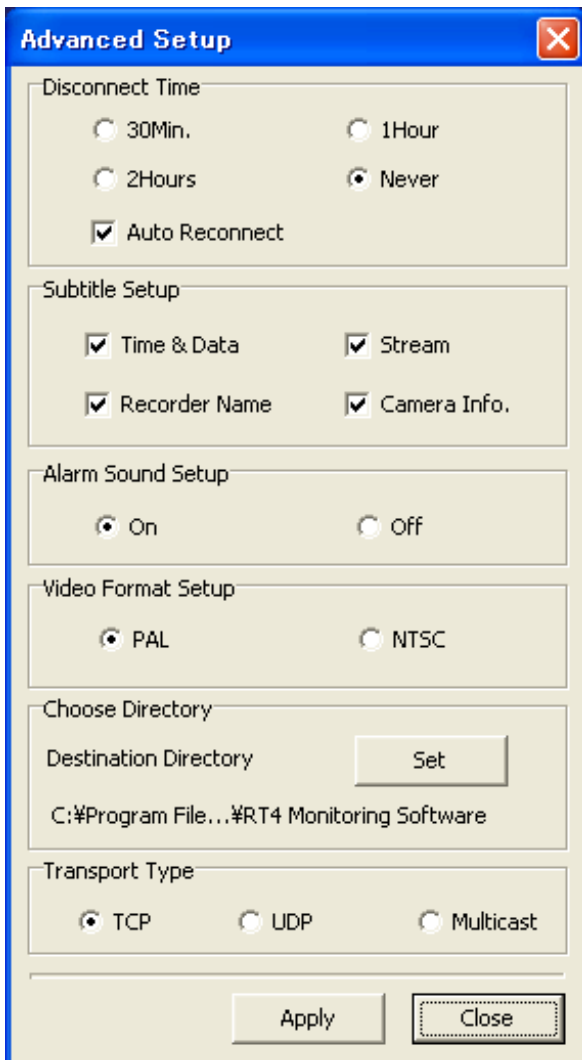 Advanced Setup
Disconnect Time
30Min. 1Hour
2Hours Never
Auto Reconnect
Subtitle Setup
Time & Data Stream
Recorder Name Camera Info.
Alarm Sound Setup
On Off
Video Format Setup
PAL NTSC
Choose Directory
Destination Directory Set
C:¥Program File...¥RT4 Monitoring Software
Transport Type
TCP UDP Multicast
Apply Close